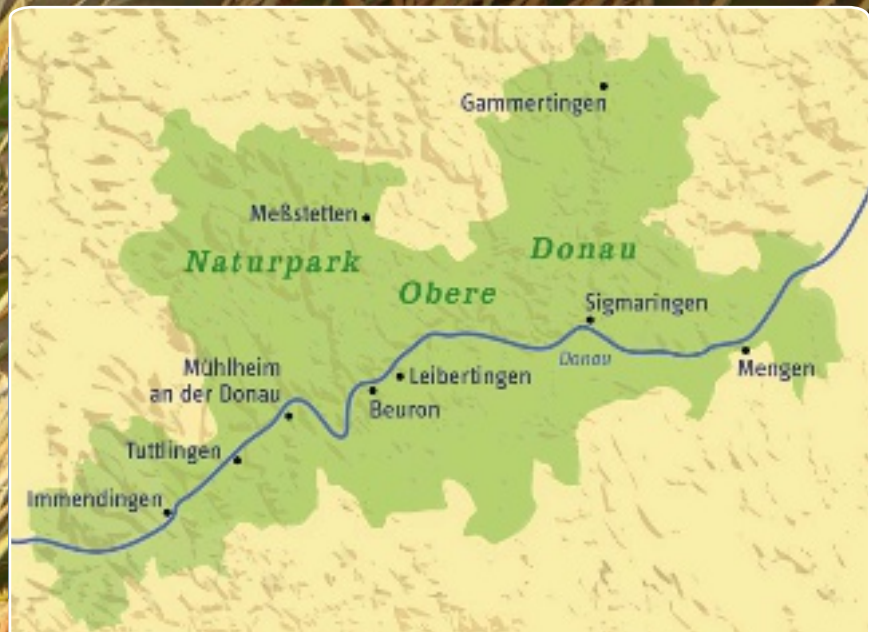 Gammertingen
Meßstetten
Naturpark
Obere
Donau
Sigmaringen
Donau
Mengen
Mühlheim
an der Donau
Leibertingen
Beuron
Tuttlingen
Immendingen